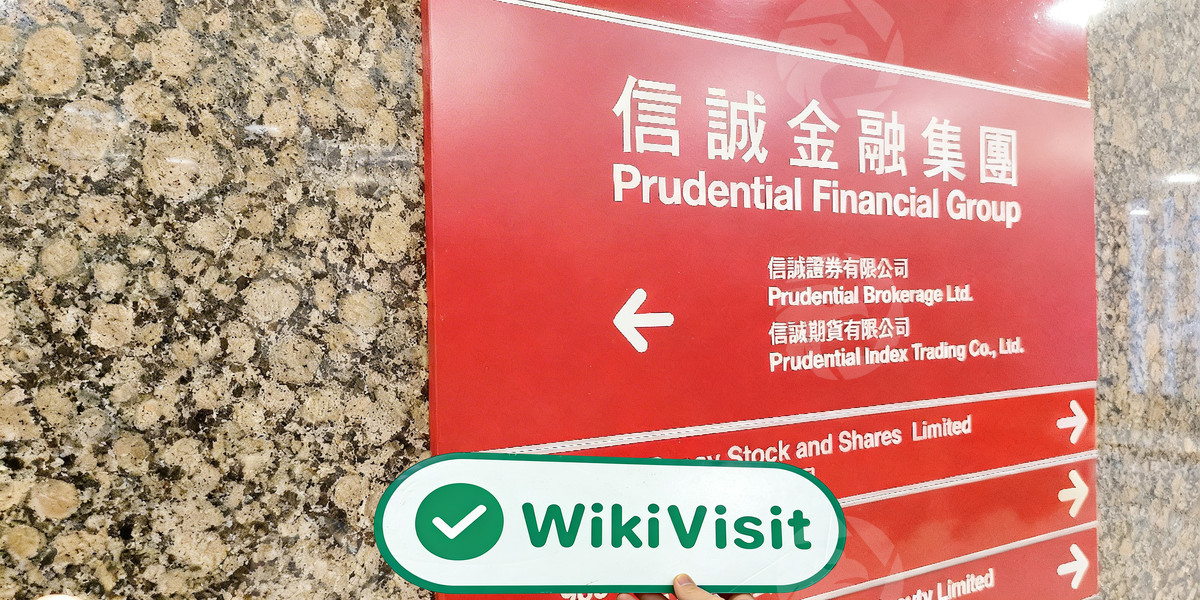 信誠金融集團
Prudential Financial Group
信誠證券有限公司
Prudential Brokerage Ltd.
信誠期貨有限公司
Prudential Index Trading Co., Ltd.
Stock and Shares Limited
WikiVisit
Limited